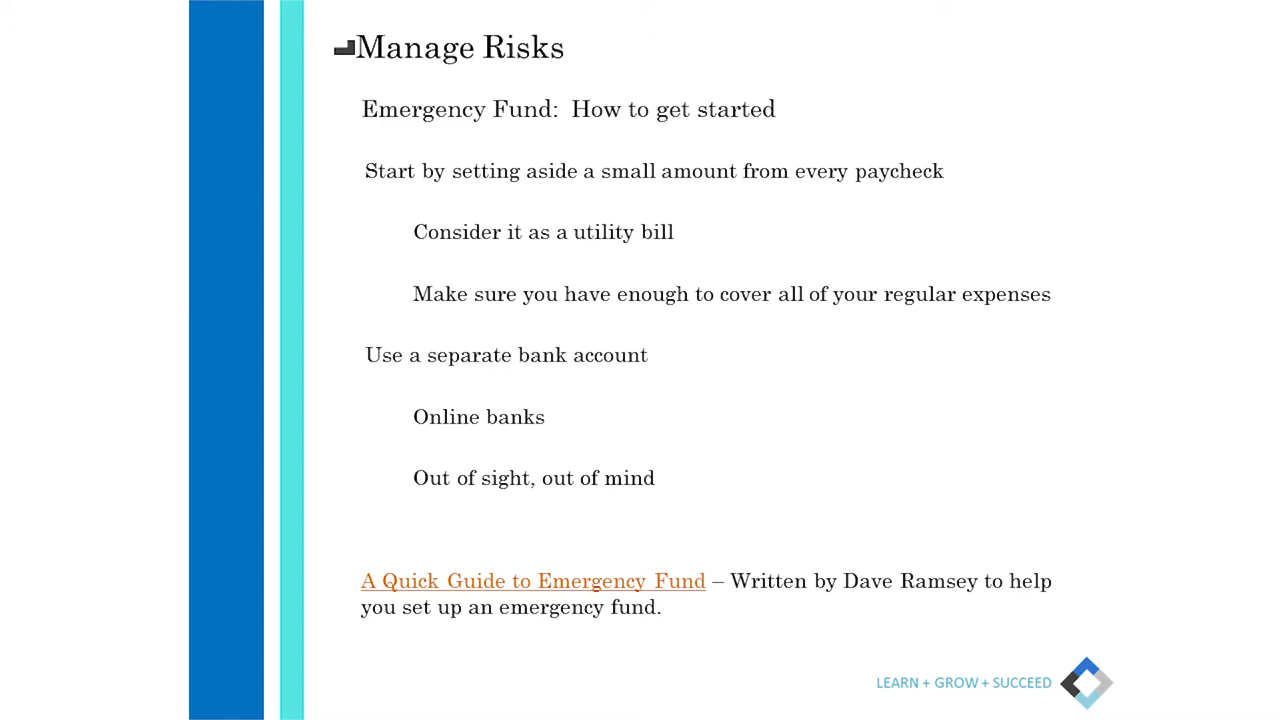 Manage Risks
Emergency Fund:  How to get started
Start by setting aside a small amount from every paycheck
Consider it as a utility bill
Make sure you have enough to cover all of your regular expenses
Use a separate bank account
Online banks
Out of sight, out of mind
A Quick Guide to Emergency Fund – Written by Dave Ramsey to help
you set up an emergency fund.
LEARN + GROW + SUCCEED